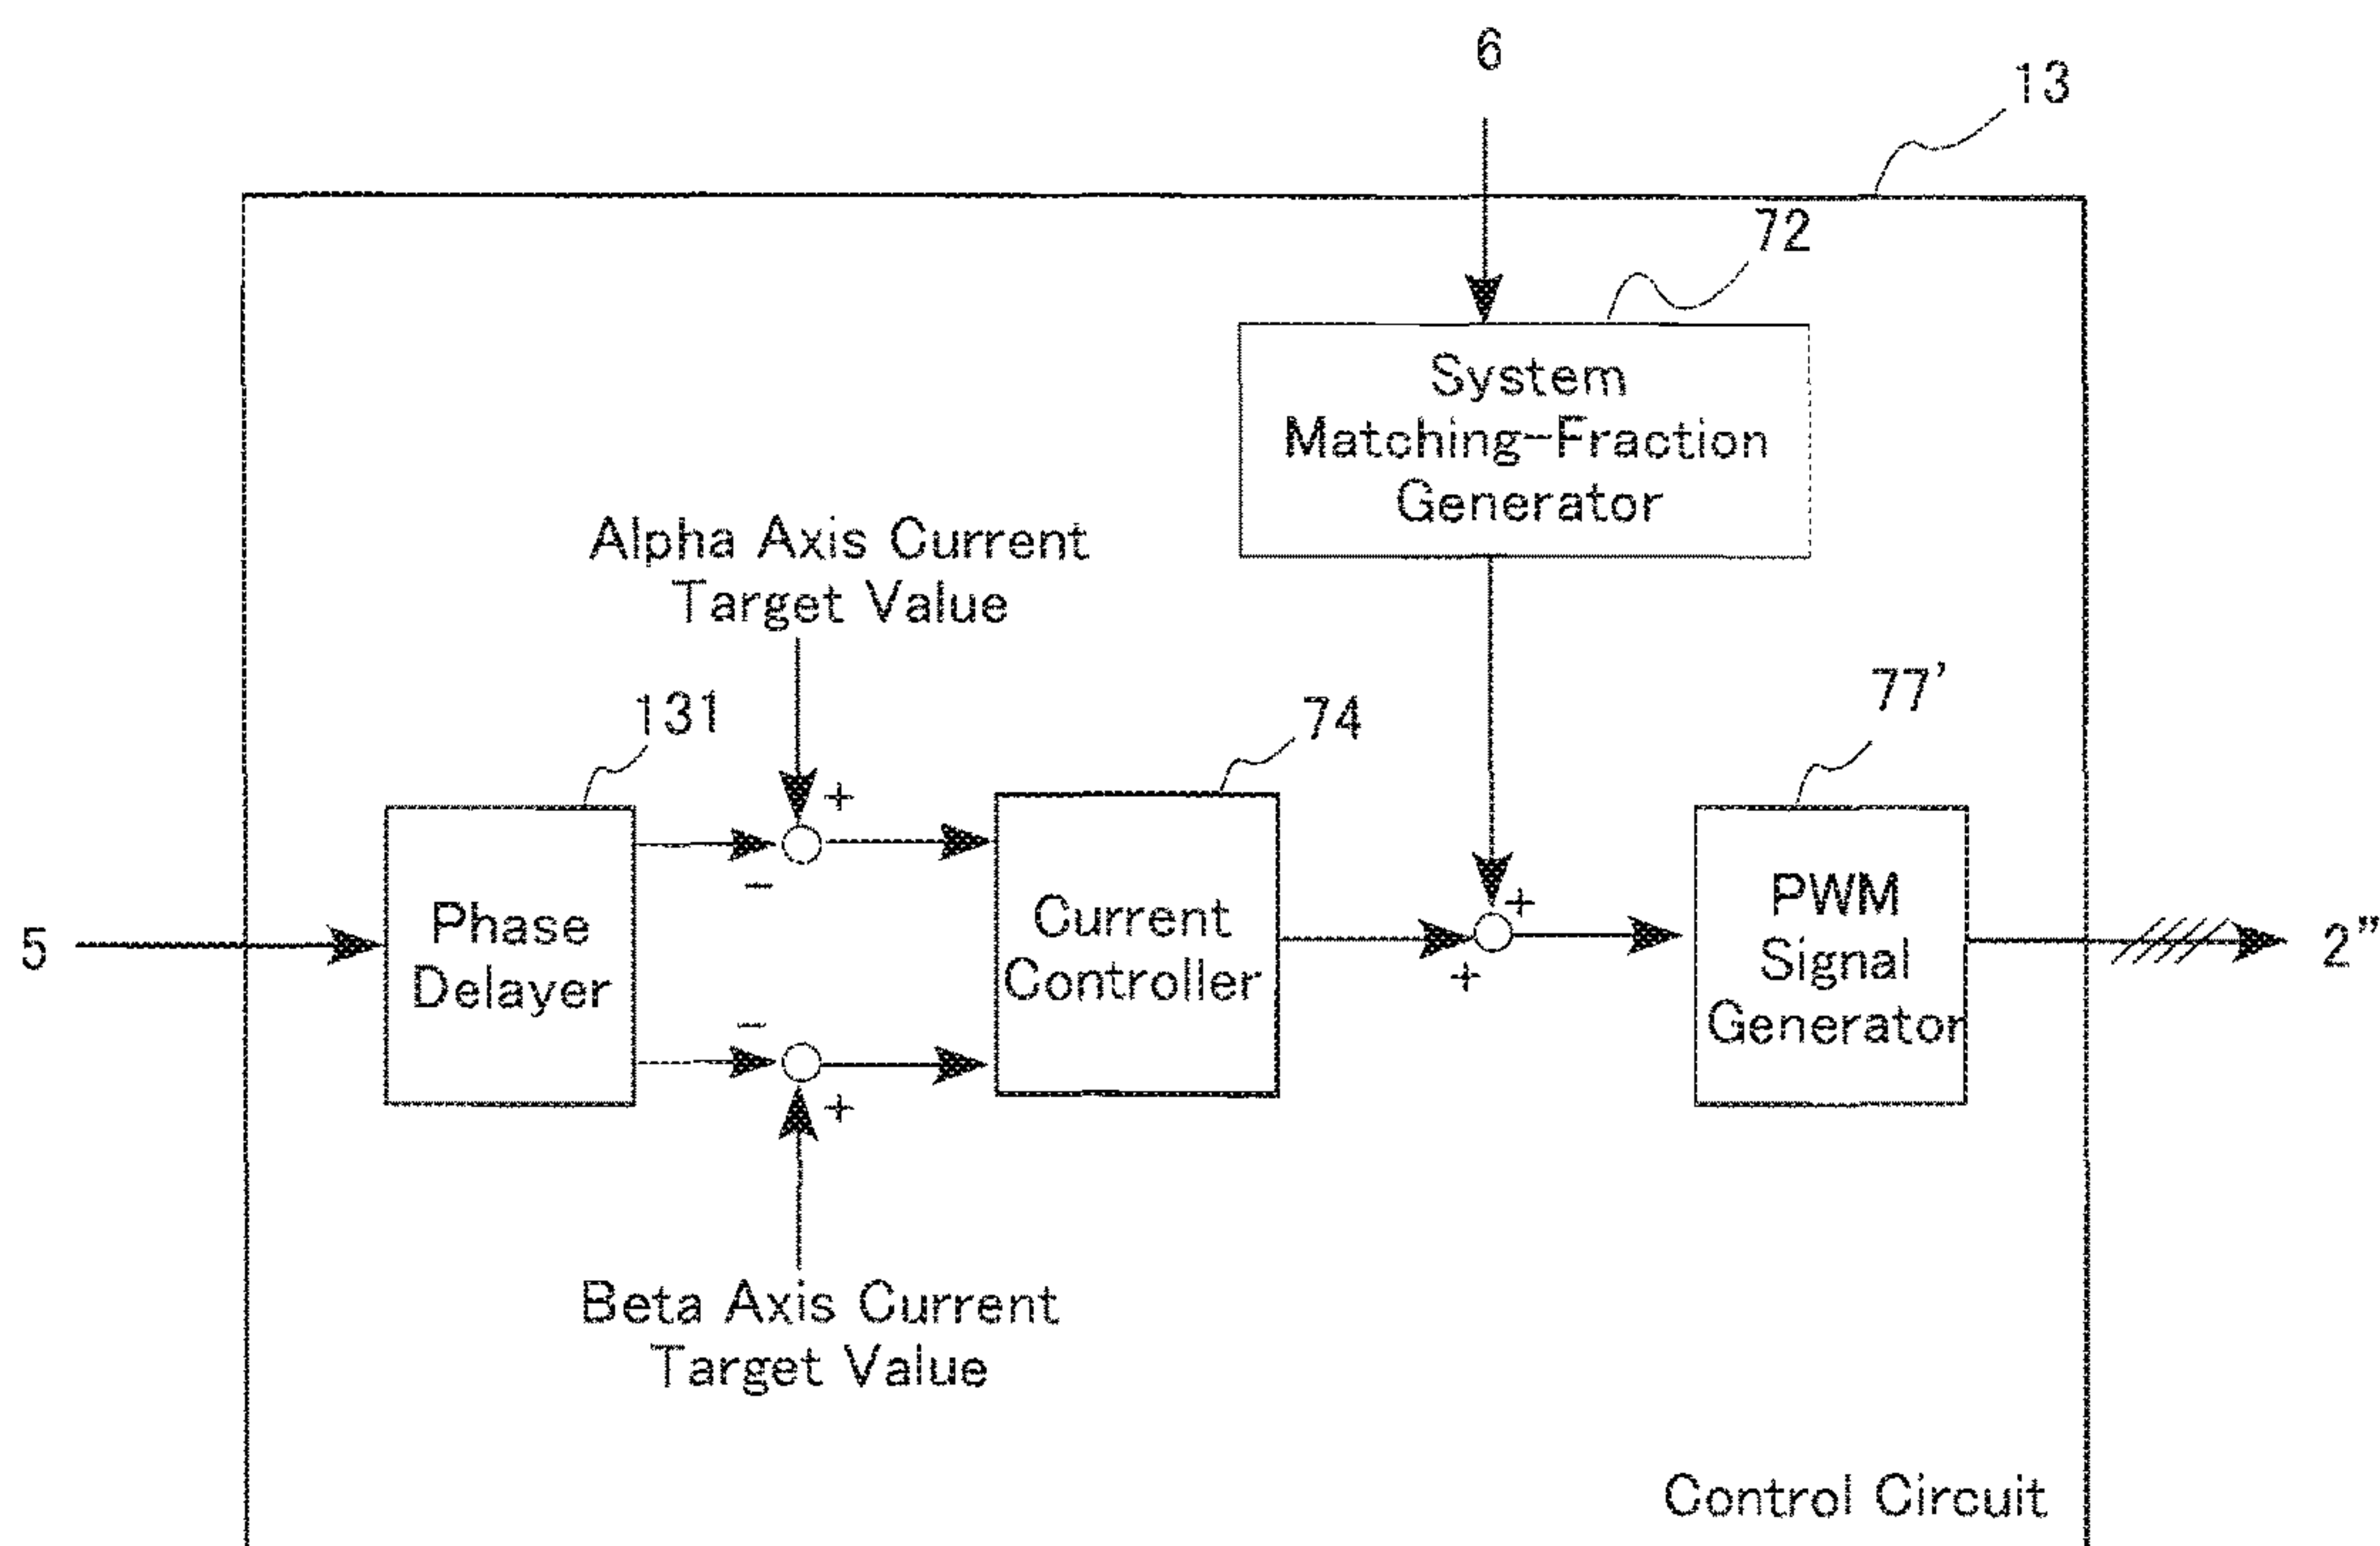 6
13
72
System
Matching-Fraction
Generator
Alpha Axis Current
Target Value
131
74
77'
+
-
Phase
Delayer
Current
Controller
+
+
PWM
Signal
Generator
5
2"
-
+
Beta Axis Current
Target Value
Control Circuit